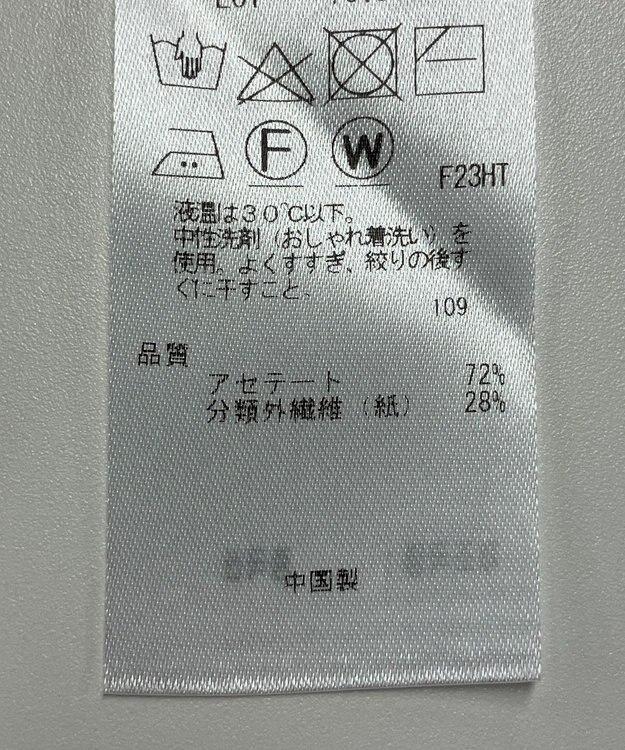 F
W
F23HT
液温は30℃以下。
中性洗剤（おしゃれ着洗い）を
使用。よくすすぎ、絞りの後す
ぐに干すこと。
109
品質
アセテート 72%
分類外繊維（紙） 28%
中国製